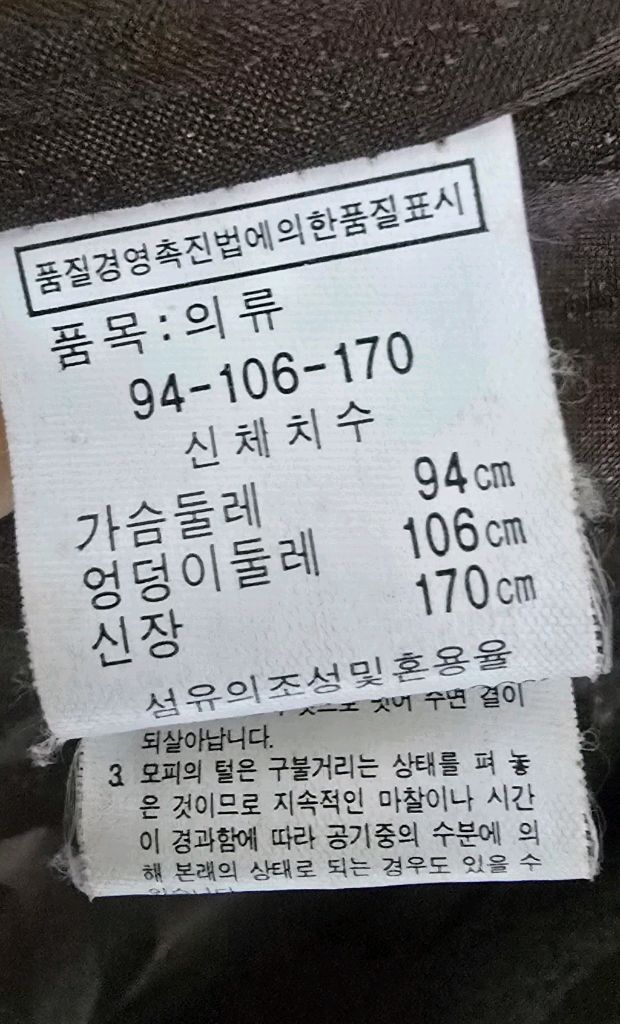 품질경영촉진법에의한품질표시
품목:의류
94-106-170
신체치수
가슴둘레 94cm
엉덩이둘레 106cm
신장 170cm
섬유의조성및혼용율
빗어 주면 결이
되살아납니다.
3. 모피의 털은 구불거리는 상태를 펴 놓
은 것이므로 지속적인 마찰이나 시간
이 경과함에 따라 공기중의 수분에 의
해 본래의 상태로 되는 경우도 있을 수